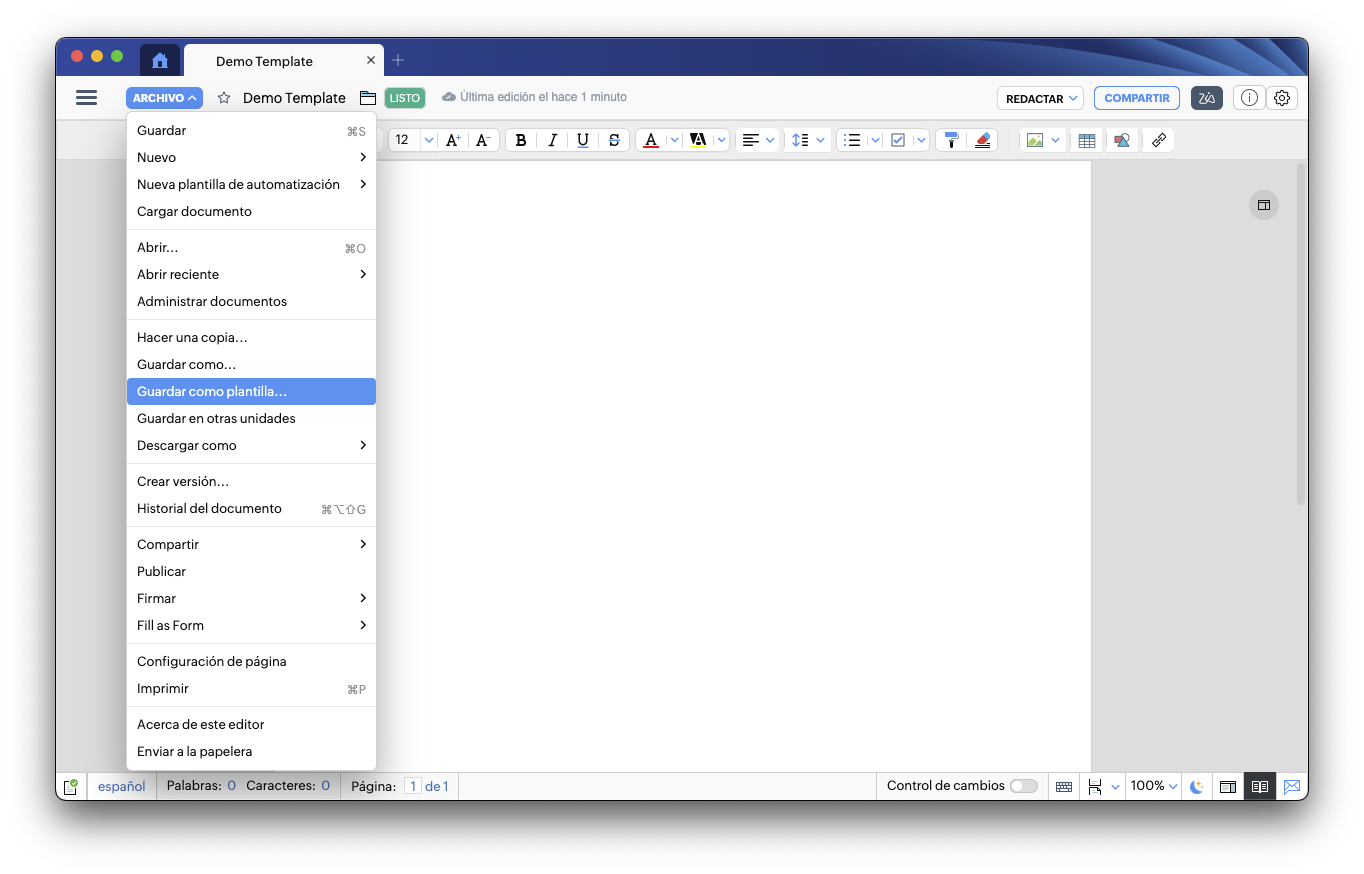 Demo Template
ARCHIVO
Demo Template
LISTO
Última edición el hace 1 minuto
REDACTAR
COMPARTIR
Zia
12
A+
A-
B
I
U
S
A
A
Guardar ⌘S
Nuevo
Nueva plantilla de automatización
Cargar documento
Abrir... ⌘O
Abrir reciente
Administrar documentos
Hacer una copia...
Guardar como...
Guardar como plantilla...
Guardar en otras unidades
Descargar como
Crear versión...
Historial del documento ⌘⌥⇧G
Compartir
Publicar
Firmar
Fill as Form
Configuración de página
Imprimir ⌘P
Acerca de este editor
Enviar a la papelera
español
Palabras: 0 Caracteres: 0
Página: 1 de 1
Control de cambios
100%